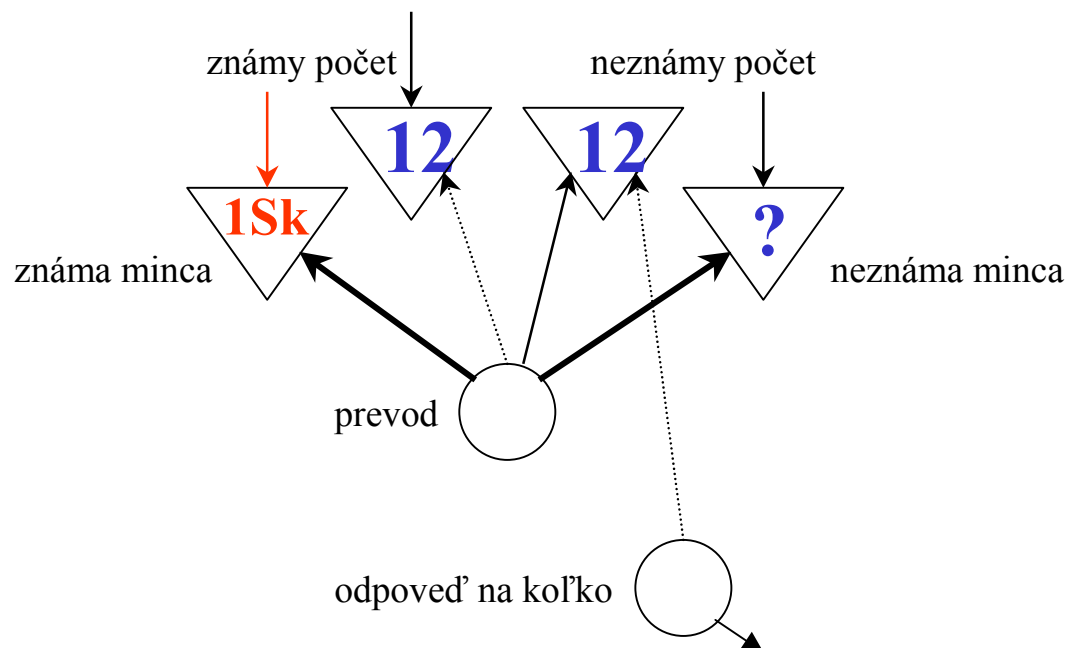 známy počet
neznámy počet
12
12
1Sk
?
známa minca
neznáma minca
prevod
odpoveď na koľko